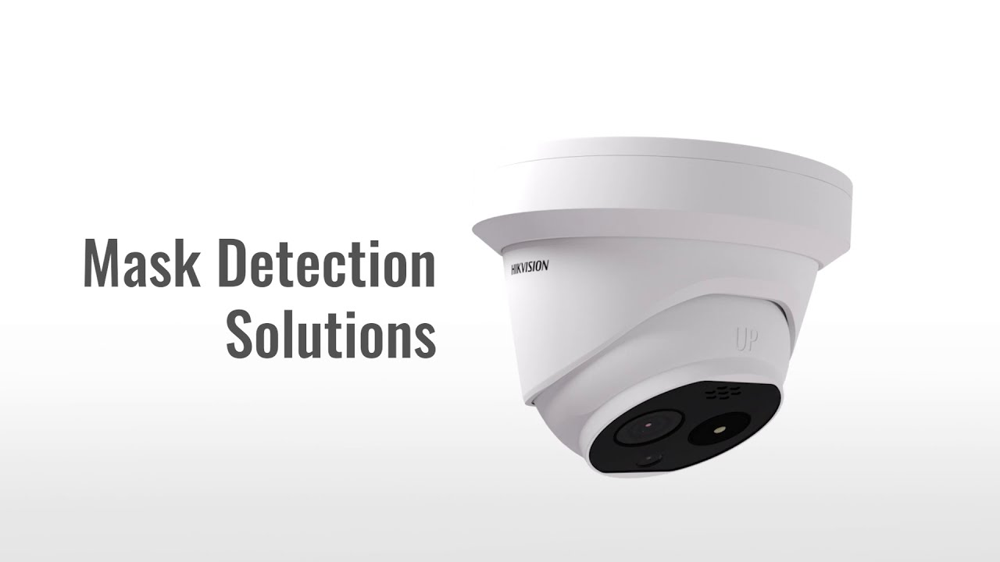 Mask Detection
Solutions
HIKVISION
UP